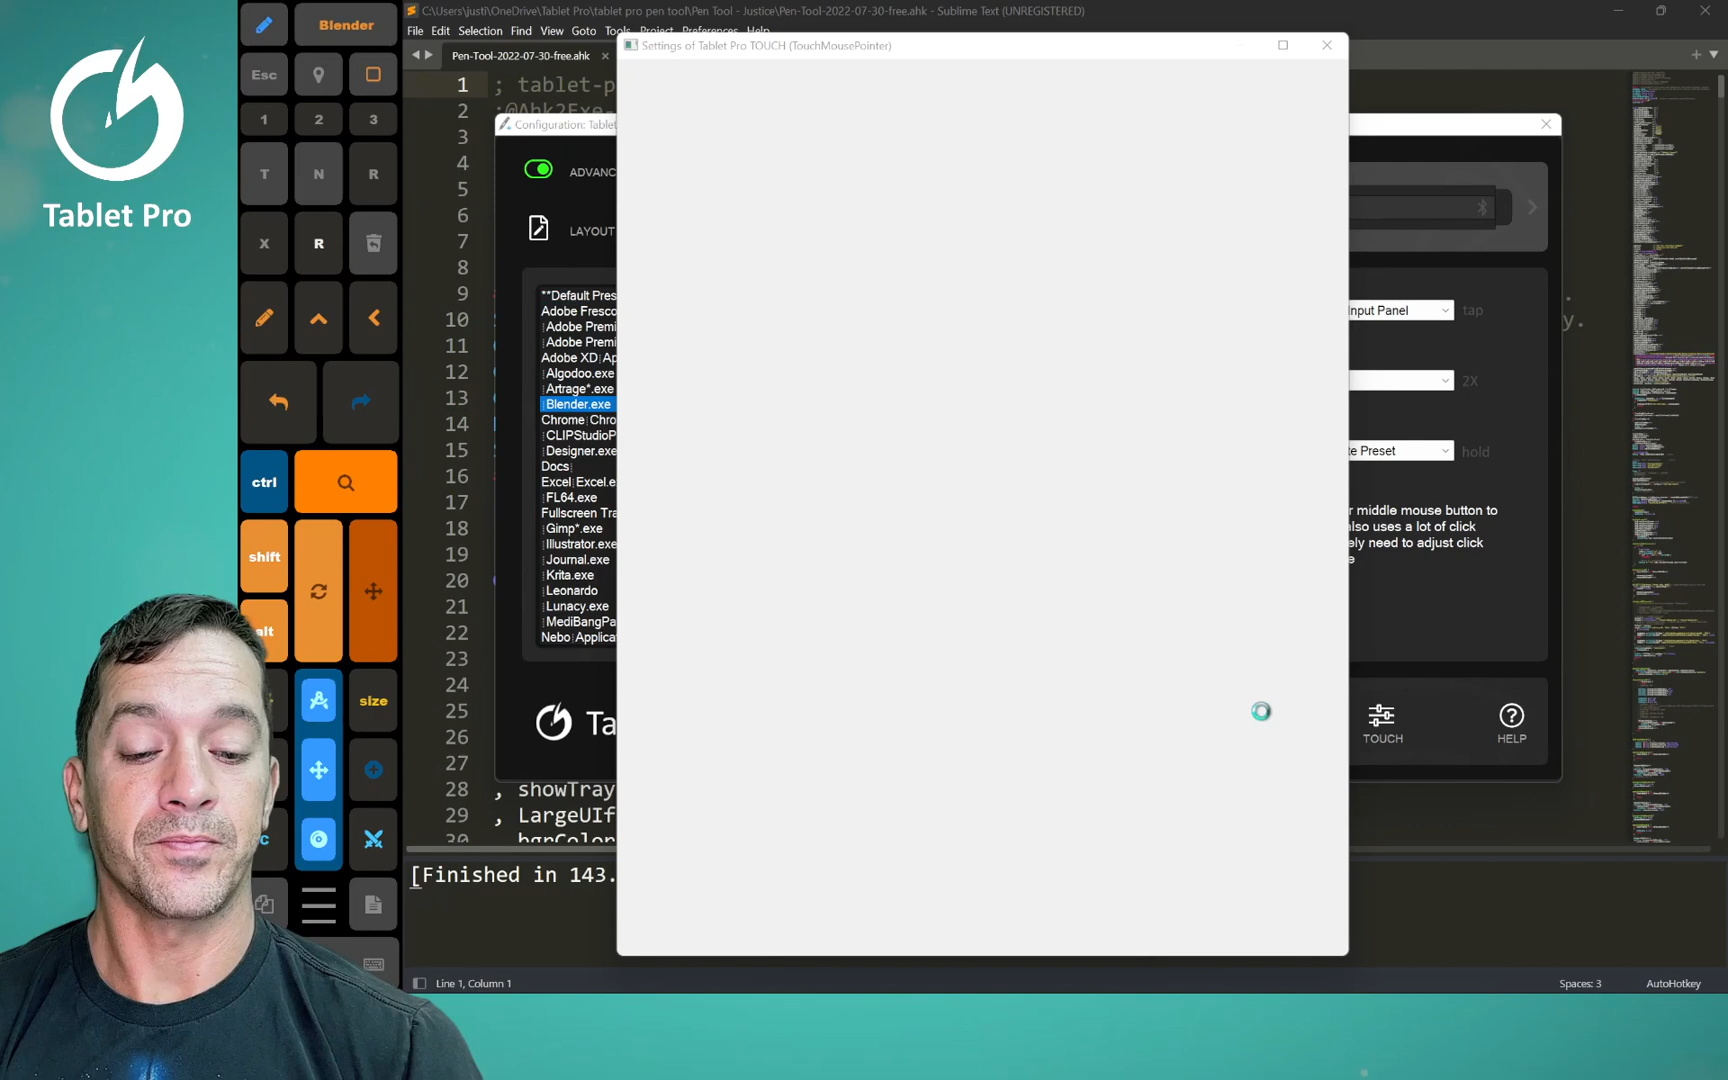 Tablet Pro
Blender
Esc
1
2
3
T
N
R
X
R
ctrl
shift
alt
size
C:\Users\justi\OneDrive\Tablet Pro\tablet pro pen tool\Pen Tool - Justice\Pen-Tool-2022-07-30-free.ahk - Sublime Text (UNREGISTERED)
File Edit Selection Find View Goto Tools Project Preferences Help
Pen-Tool-2022-07-30-free.ahk
Settings of Tablet Pro TOUCH (TouchMousePointer)
1
; tablet-p
2
;@Ahk2Exe-
3
Configuration: Tablet
4
ADVANC
5
6
LAYOUT
7
8
9
**Default Pres
10
Adobe Fresco
Adobe Premi
11
Adobe Premi
12
Adobe XD Ap
Algodoo.exe
13
Artrage*.exe
Blender.exe
14
Chrome Chro
15
CLIPStudioP
Designer.exe
16
Docs
Excel Excel.e
17
FL64.exe
Fullscreen Tra
18
Gimp*.exe
Illustrator.exe
19
Journal.exe
20
Krita.exe
Leonardo
21
Lunacy.exe
22
MediBangPa
Nebo Applica
23
24
25
Ta
26
27
28
, showTray
29
, LargeUIf
30
bgrColor
nput Panel
tap
y.
2X
te Preset
hold
r middle mouse button to
also uses a lot of click
ely need to adjust click
e
TOUCH
HELP
[Finished in 143.
Line 1, Column 1
Spaces: 3
AutoHotkey